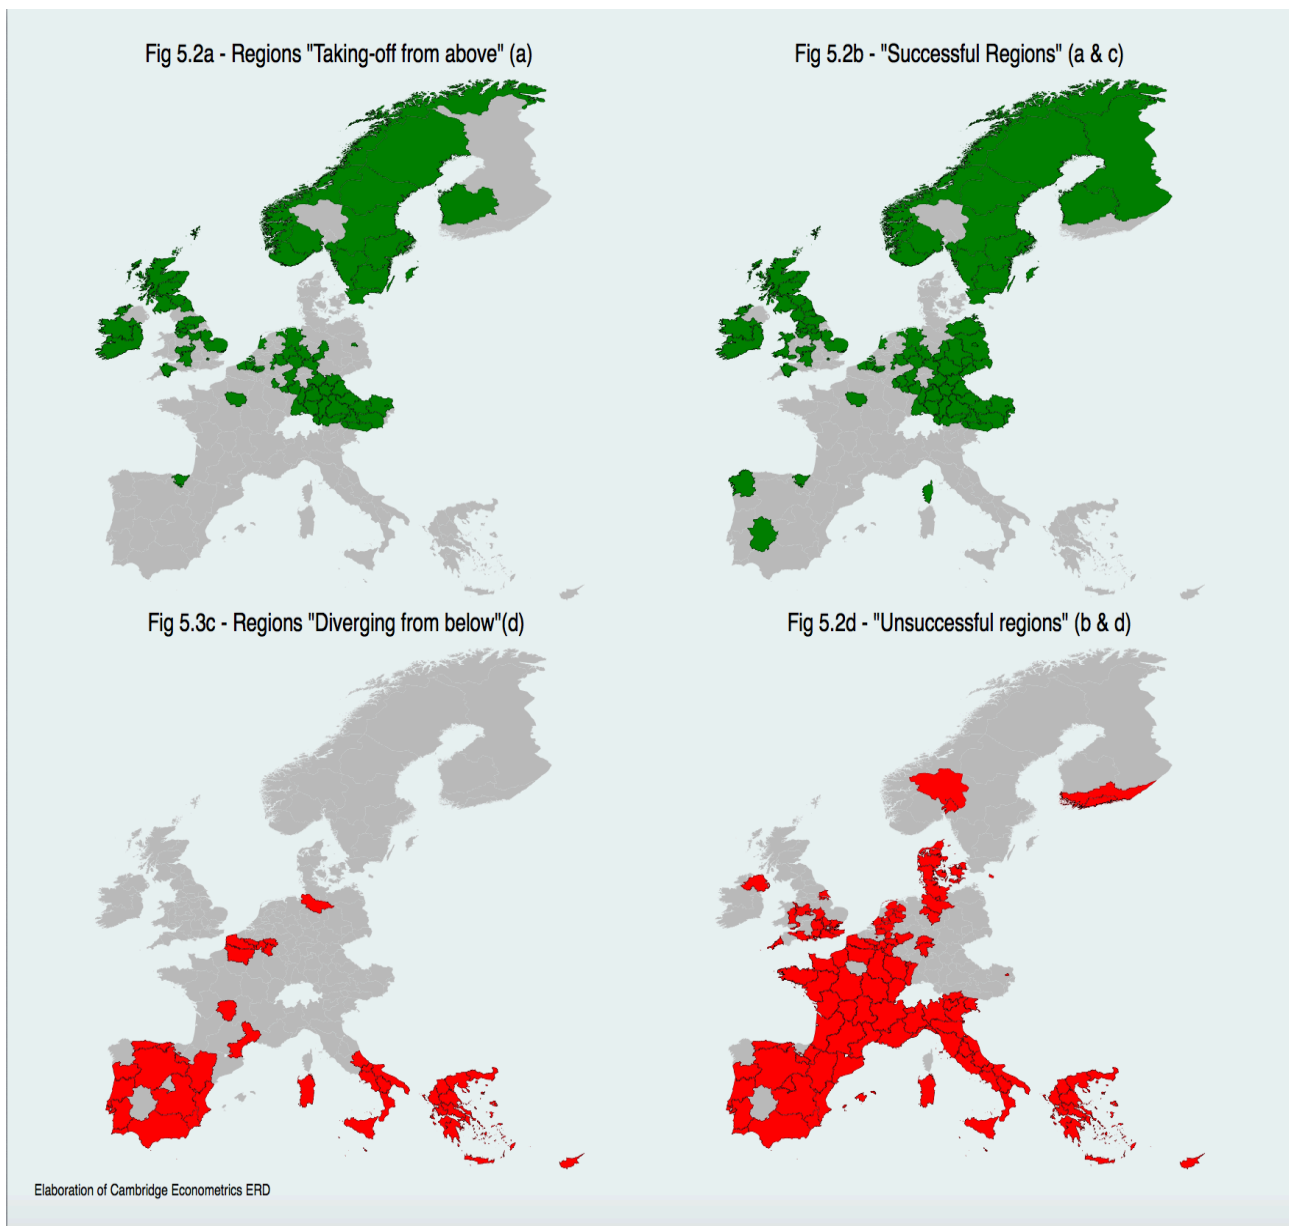 Fig 5.2a - Regions "Taking-off from above" (a)
Fig 5.2b - "Successful Regions" (a & c)
Fig 5.3c - Regions "Diverging from below"(d)
Fig 5.2d - "Unsuccessful regions" (b & d)
Elaboration of Cambridge Econometrics ERD